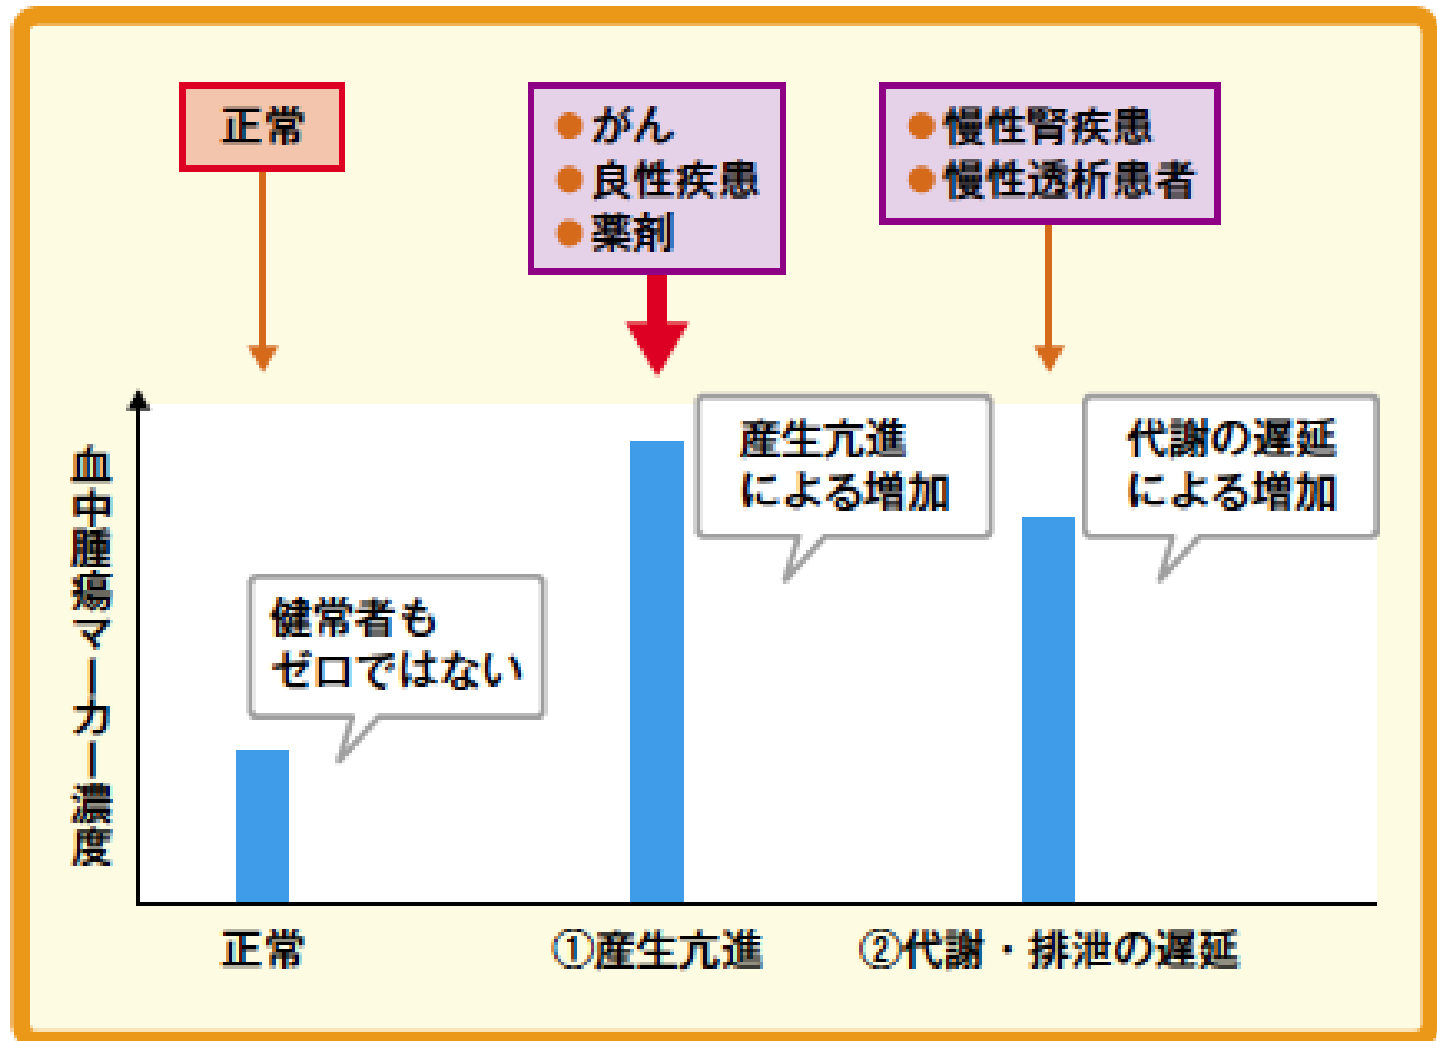 正常
●がん
●良性疾患
●薬剤
●慢性腎疾患
●慢性透析患者
血中腫瘍マーカー濃度
健常者も
ゼロではない
産生亢進
による増加
代謝の遅延
による増加
正常
①産生亢進
②代謝・排泄の遅延